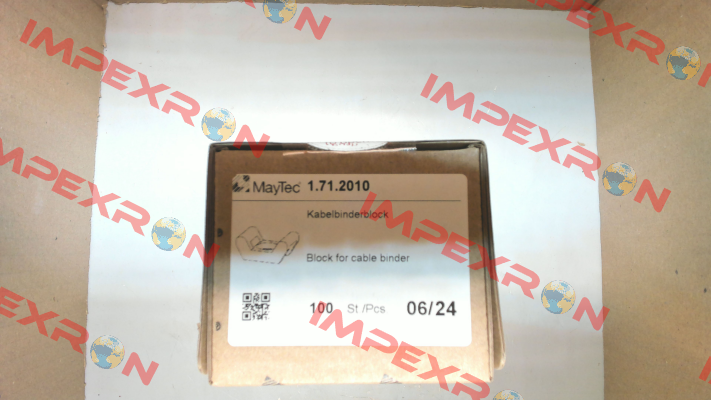 MayTec 1.71.2010
Kabelbinderblock
Block for cable binder
100 St./Pcs 06/24
IMPEXRON
IMPEXRON
IMPEXRON
IMPEXRON
IMPEXRON
IMPEXRON
IMPEXRON
IMPEXRON